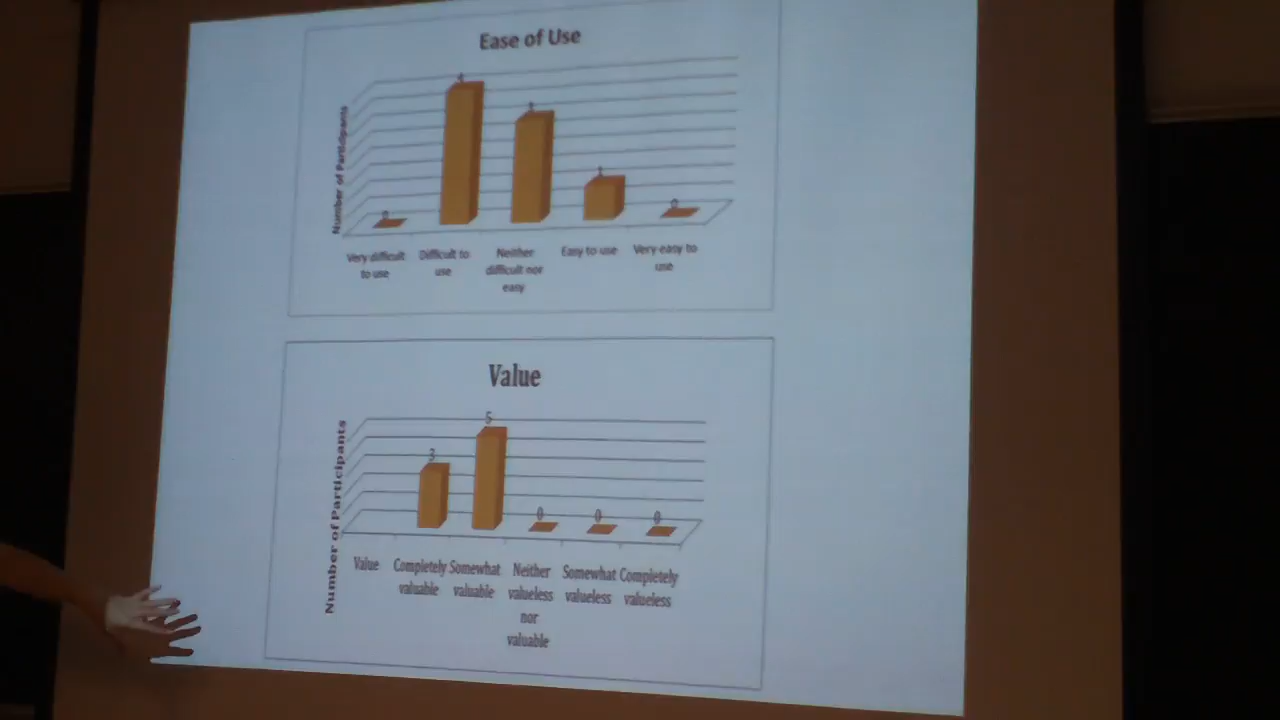 Ease of Use
Number of Participants
0
4
1
0
Very difficult to use
Difficult to use
Neither difficult nor easy
Easy to use
Very easy to use
Value
Number of Participants
3
5
0
0
0
Value
Completely valuable
Somewhat valuable
Neither valueless nor valuable
Somewhat valueless
Completely valueless